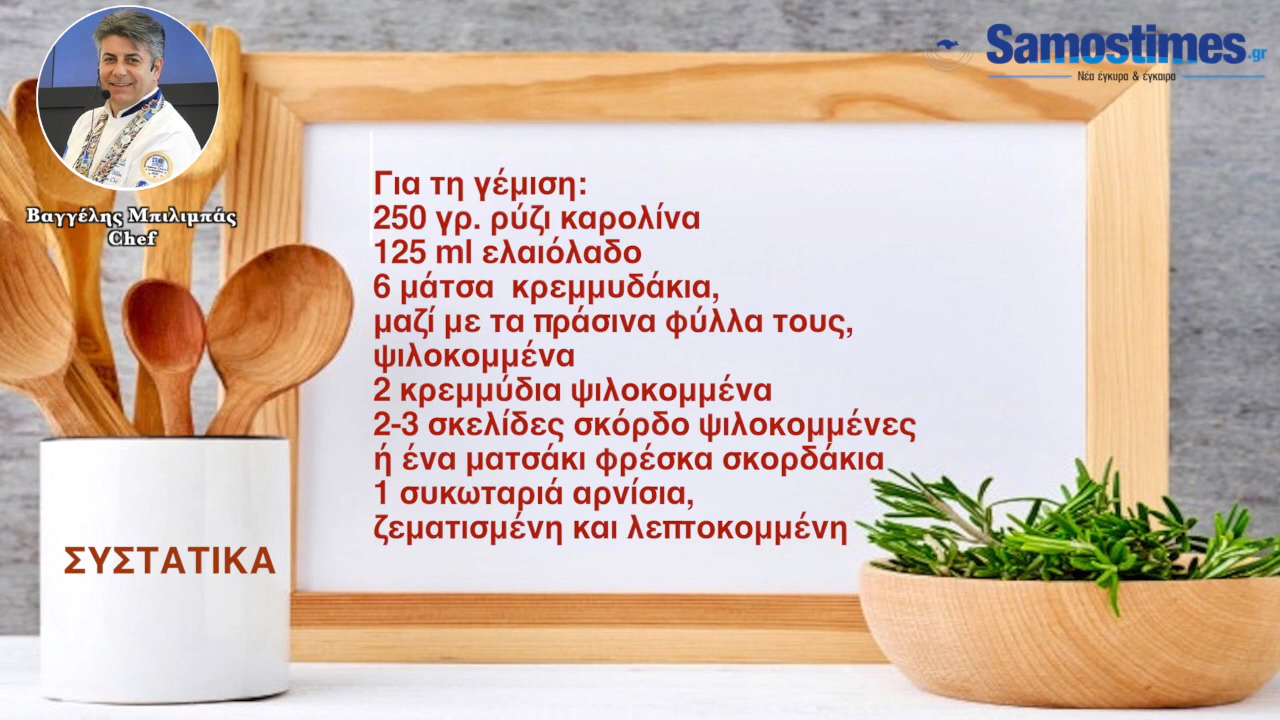 Samostimes.gr
Νέα έγκυρα & έγκαιρα
Βαγγέλης Μπιλιμπάς
Chef
Για τη γέμιση:
250 γρ. ρύζι καρολίνα
125 ml ελαιόλαδο
6 μάτσα  κρεμμυδάκια,
μαζί με τα πράσινα φύλλα τους,
ψιλοκομμένα
2 κρεμμύδια ψιλοκομμένα
2-3 σκελίδες σκόρδο ψιλοκομμένες
ή ένα ματσάκι φρέσκα σκορδάκια
1 συκωταριά αρνίσια,
ζεματισμένη και λεπτοκομμένη
ΣΥΣΤΑΤΙΚΑ